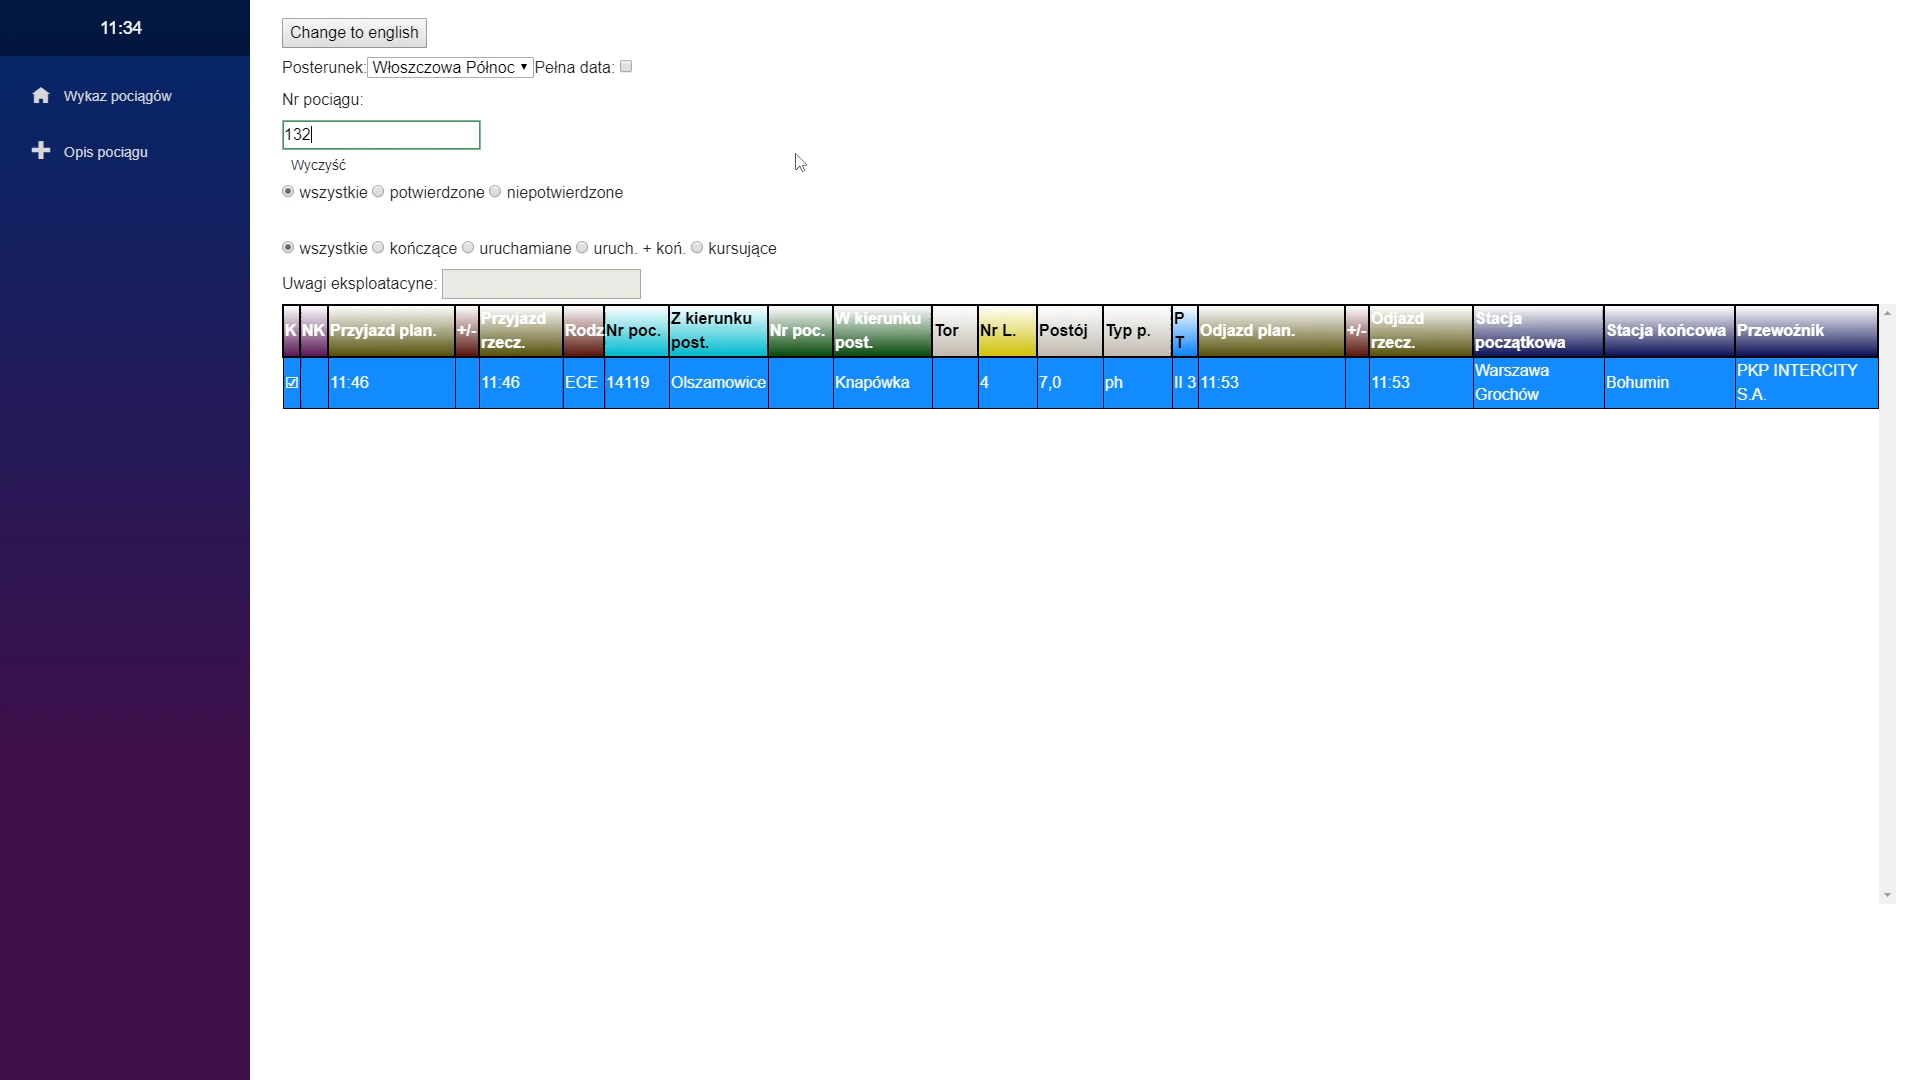 11:34
Wykaz pociągów
Opis pociągu
Change to english
Posterunek: Włoszczowa Północ Pełna data:
Nr pociągu:
132
Wyczyść
wszystkie potwierdzone niepotwierdzone
wszystkie kończące uruchamiane uruch. + koń. kursujące
Uwagi eksploatacyne:
K NK Przyjazd plan. +/- Przyjazd rzecz. Rodz Nr poc. Z kierunku post. Nr poc. W kierunku post. Tor Nr L. Postój Typ p. P T Odjazd plan. +/- Odjazd rzecz. Stacja początkowa Stacja końcowa Przewoźnik
11:46 11:46 ECE 14119 Olszamowice Knapówka 4 7,0 ph II 3 11:53 11:53 Warszawa Grochów Bohumin PKP INTERCITY S.A.